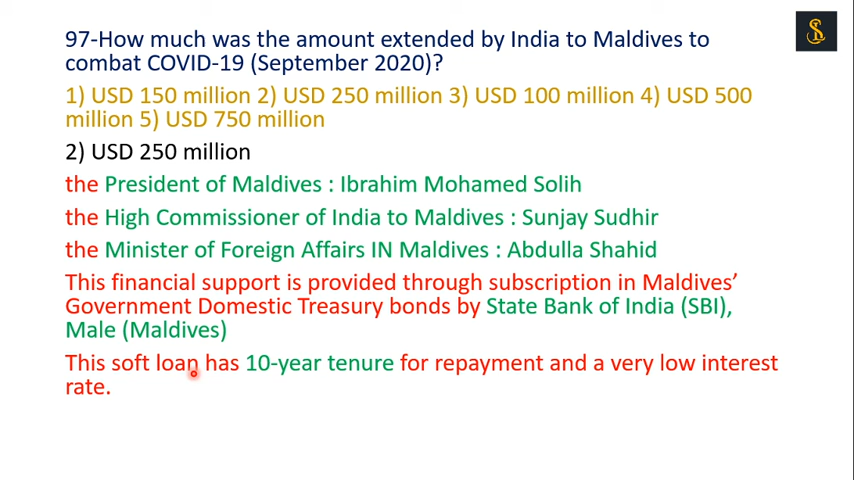 97-How much was the amount extended by India to Maldives to
combat COVID-19 (September 2020)?
1) USD 150 million 2) USD 250 million 3) USD 100 million 4) USD 500
million 5) USD 750 million
2) USD 250 million
the President of Maldives : Ibrahim Mohamed Solih
the High Commissioner of India to Maldives : Sunjay Sudhir
the Minister of Foreign Affairs IN Maldives : Abdulla Shahid
This financial support is provided through subscription in Maldives’
Government Domestic Treasury bonds by State Bank of India (SBI),
Male (Maldives)
This soft loan has 10-year tenure for repayment and a very low interest
rate.